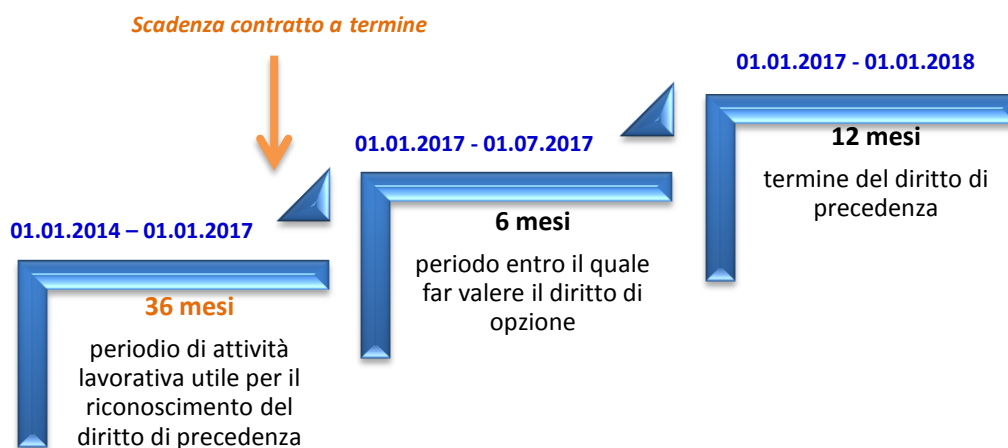 Scadenza contratto a termine
01.01.2014 – 01.01.2017
36 mesi
periodio di attività
lavorativa utile per il
riconoscimento del
diritto di precedenza
01.01.2017 - 01.07.2017
6 mesi
periodo entro il quale
far valere il diritto di
opzione
01.01.2017 - 01.01.2018
12 mesi
termine del diritto di
precedenza